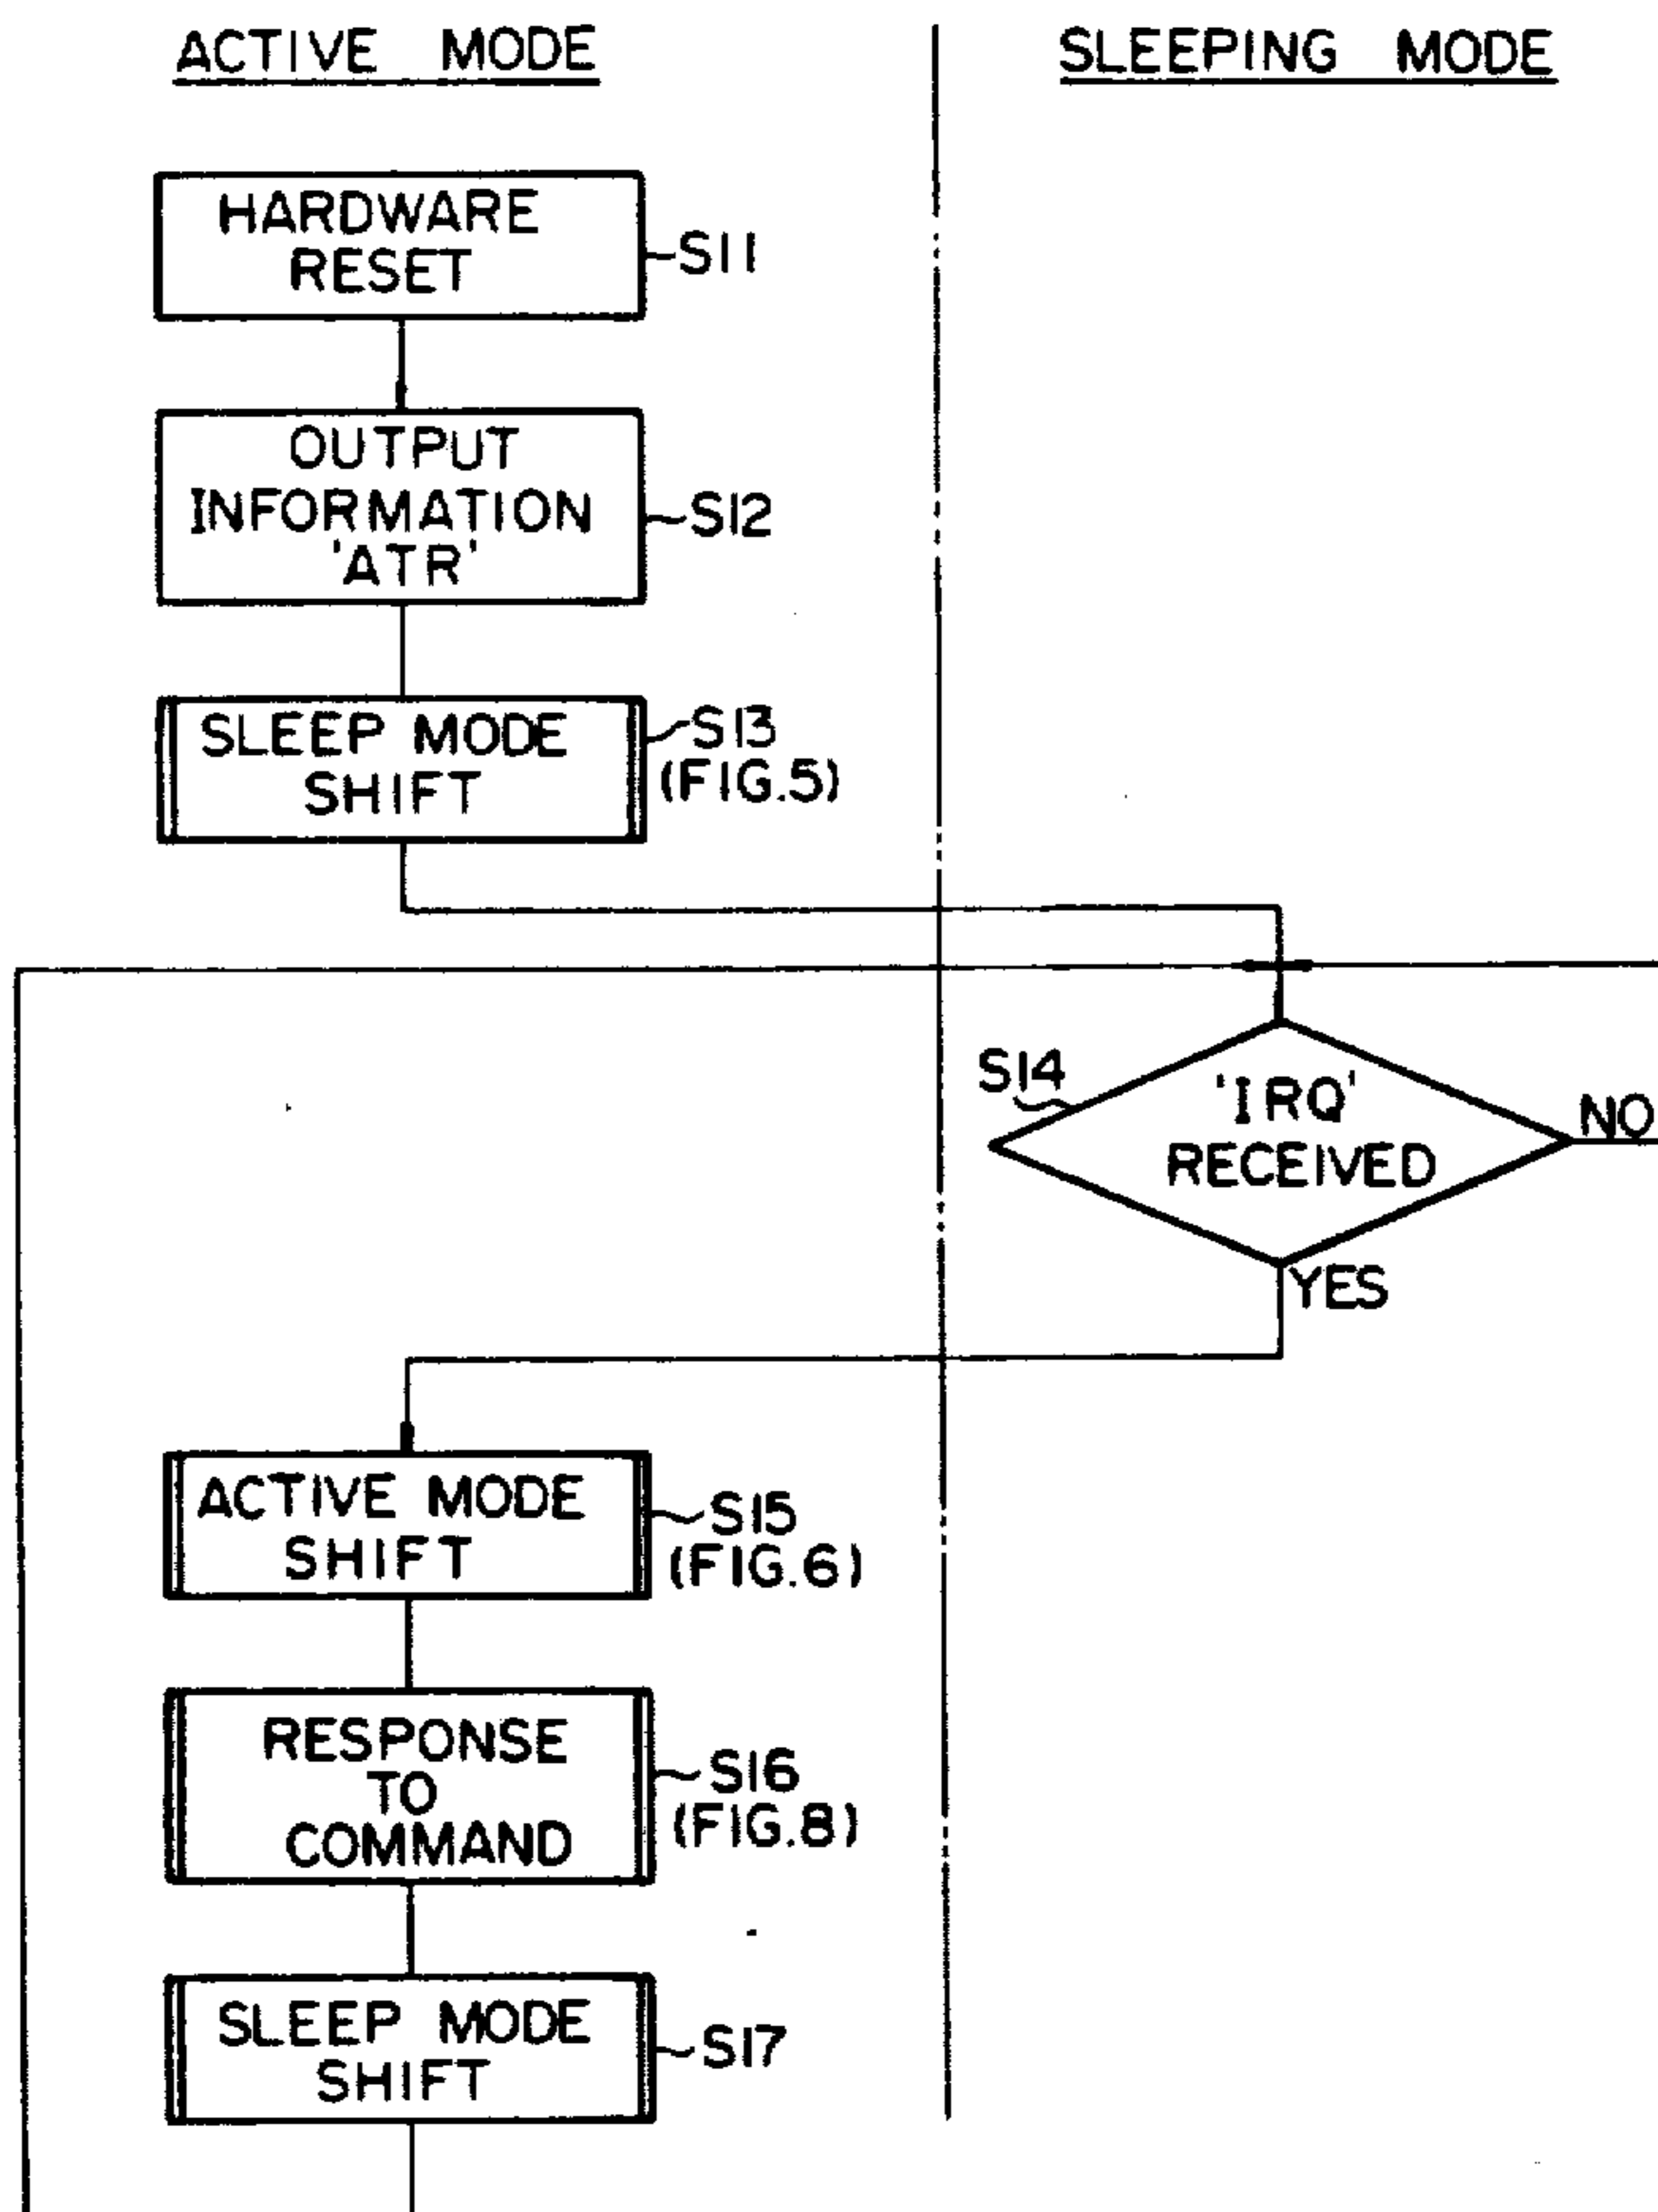 ACTIVE MODE
SLEEPING MODE
HARDWARE
RESET
S11
OUTPUT
INFORMATION
'ATR'
S12
SLEEP MODE
SHIFT
S13
(FIG.5)
S14
'IRQ'
RECEIVED
NO
YES
ACTIVE MODE
SHIFT
S15
(FIG.6)
RESPONSE
TO
COMMAND
S16
(FIG.8)
SLEEP MODE
SHIFT
S17